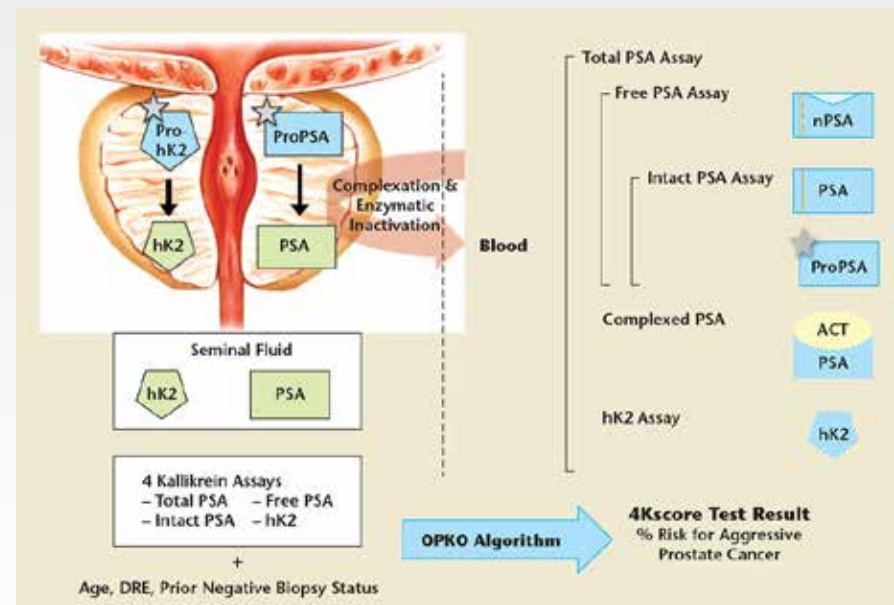 Pro-
hK2
ProPSA
hK2
PSA
Complexation &
Enzymatic
Inactivation
Blood
Seminal Fluid
hK2
PSA
4 Kallikrein Assays
– Total PSA – Free PSA
– Intact PSA – hK2
+
Age, DRE, Prior Negative Biopsy Status
OPKO Algorithm
Total PSA Assay
Free PSA Assay
nPSA
Intact PSA Assay
PSA
ProPSA
Complexed PSA
ACT
PSA
hK2 Assay
hK2
4Kscore Test Result
% Risk for Aggressive
Prostate Cancer